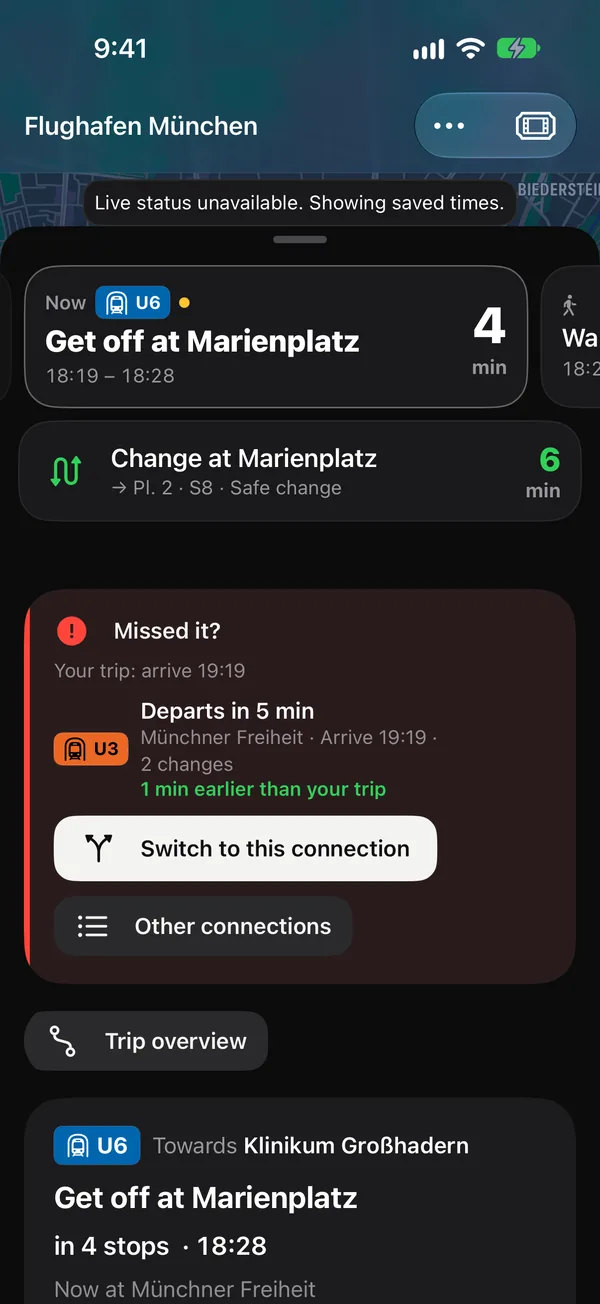 9:41
Flughafen München
BIEDERSTEI
Live status unavailable. Showing saved times.
Now U6
Get off at Marienplatz
18:19 – 18:28
4
min
Wa
18:2
Change at Marienplatz
→ Pl. 2 · S8 · Safe change
6
min
Missed it?
Your trip: arrive 19:19
Departs in 5 min
U3
Münchner Freiheit · Arrive 19:19 ·
2 changes
1 min earlier than your trip
Switch to this connection
Other connections
Trip overview
U6 Towards Klinikum Großhadern
Get off at Marienplatz
in 4 stops · 18:28
Now at Münchner Freiheit